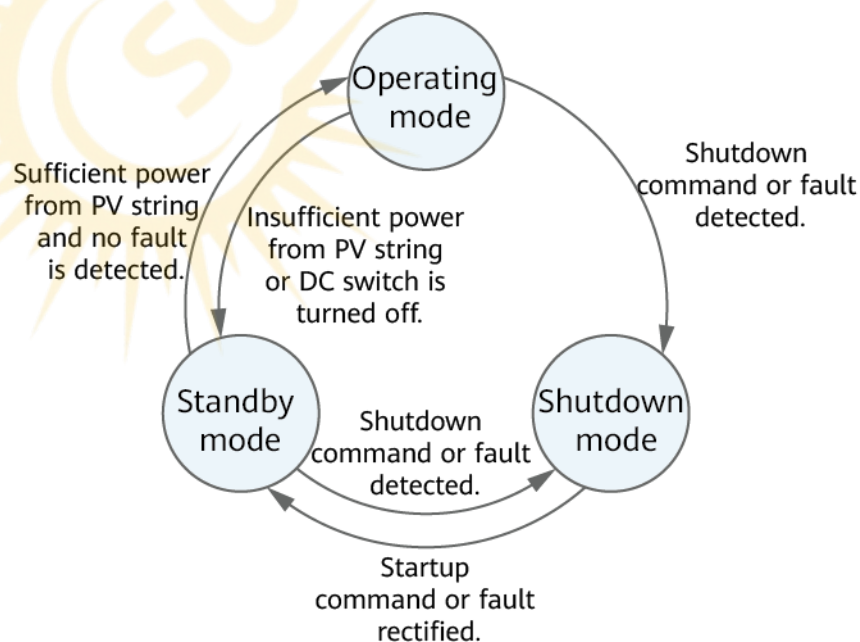 Operating
mode
Shutdown
command or fault
detected.
Sufficient power
from PV string
and no fault
is detected.
Insufficient power
from PV string
or DC switch is
turned off.
Standby
mode
Shutdown
command or fault
detected.
Shutdown
mode
Startup
command or fault
rectified.